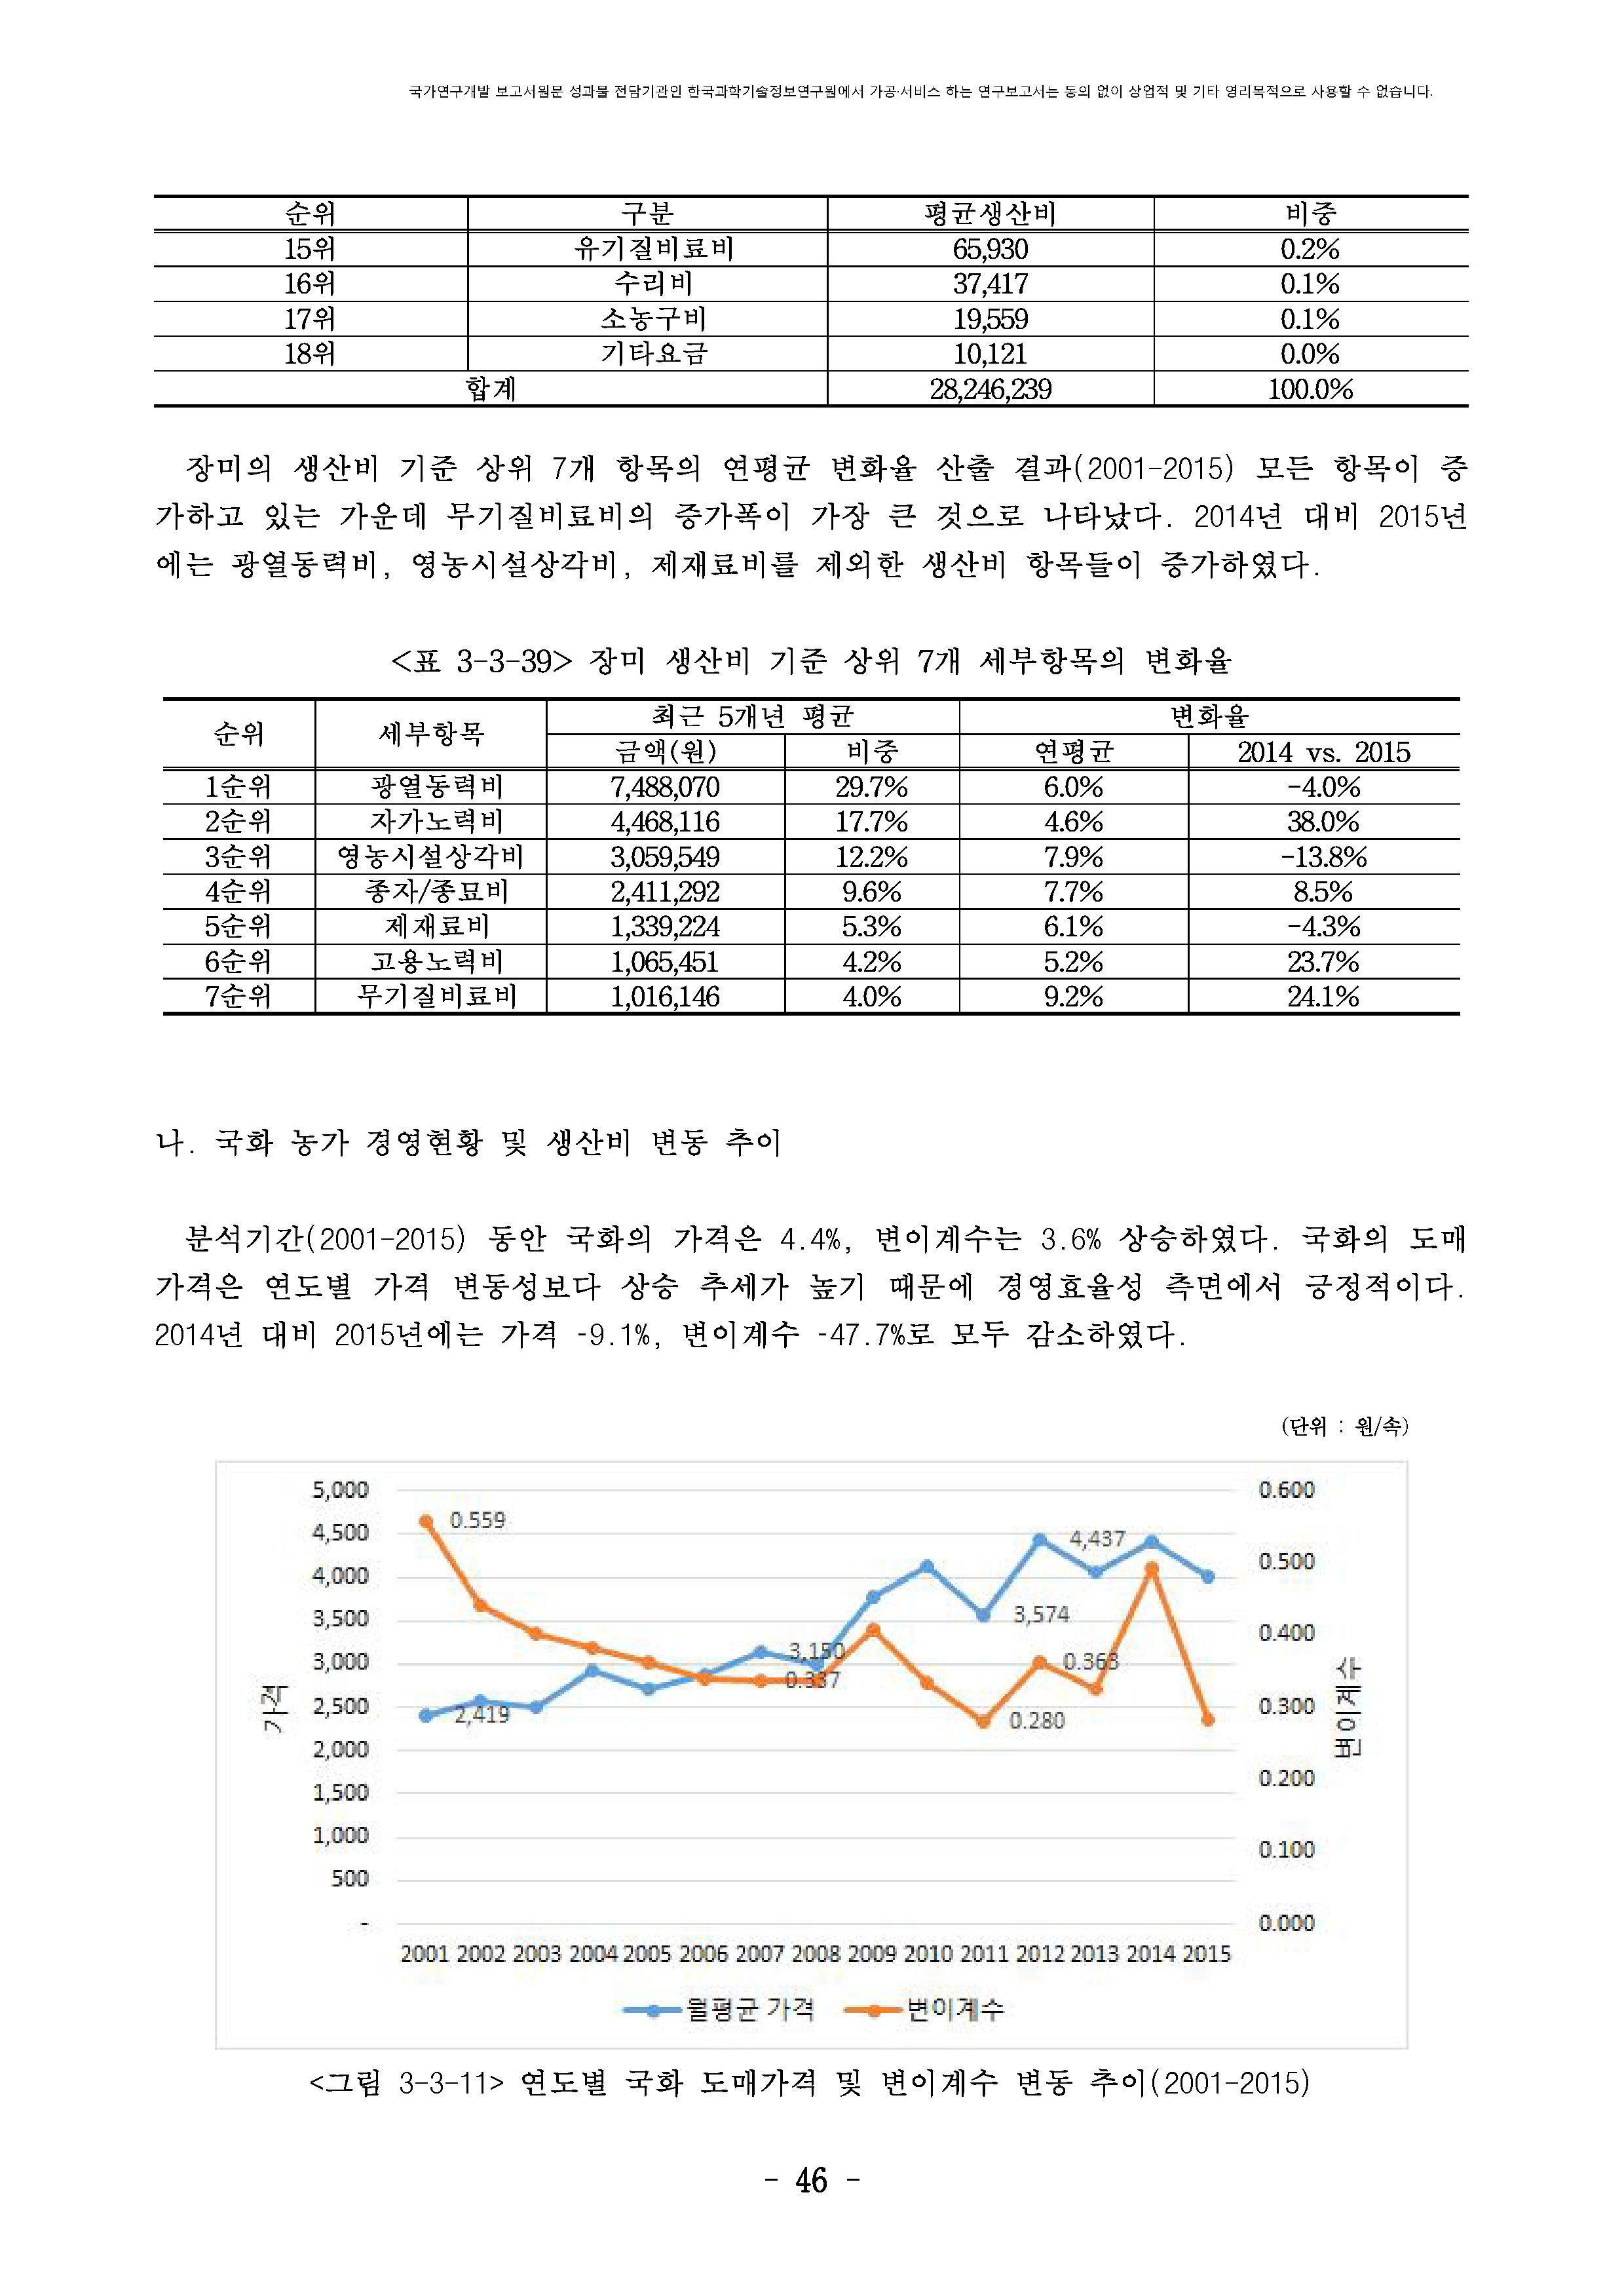 국가연구개발 보고서원문 성과물 전담기관인 한국과학기술정보연구원에서 가공·서비스 하는 연구보고서는 동의 없이 상업적 및 기타 영리목적으로 사용할 수 없습니다.
순위 구분 평균생산비 비중
15위 유기질비료비 65,930 0.2%
16위 수리비 37,417 0.1%
17위 소농구비 19,559 0.1%
18위 기타요금 10,121 0.0%
합계 28,246,239 100.0%
장미의 생산비 기준 상위 7개 항목의 연평균 변화율 산출 결과(2001-2015) 모든 항목이 증
가하고 있는 가운데 무기질비료비의 증가폭이 가장 큰 것으로 나타났다. 2014년 대비 2015년
에는 광열동력비, 영농시설상각비, 제재료비를 제외한 생산비 항목들이 증가하였다.
<표 3-3-39> 장미 생산비 기준 상위 7개 세부항목의 변화율
순위 세부항목 최근 5개년 평균 변화율
금액(원) 비중 연평균 2014 vs. 2015
1순위 광열동력비 7,488,070 29.7% 6.0% -4.0%
2순위 자가노력비 4,468,116 17.7% 4.6% 38.0%
3순위 영농시설상각비 3,059,549 12.2% 7.9% -13.8%
4순위 종자/종묘비 2,411,292 9.6% 7.7% 8.5%
5순위 제재료비 1,339,224 5.3% 6.1% -4.3%
6순위 고용노력비 1,065,451 4.2% 5.2% 23.7%
7순위 무기질비료비 1,016,146 4.0% 9.2% 24.1%
나. 국화 농가 경영현황 및 생산비 변동 추이
분석기간(2001-2015) 동안 국화의 가격은 4.4%, 변이계수는 3.6% 상승하였다. 국화의 도매
가격은 연도별 가격 변동성보다 상승 추세가 높기 때문에 경영효율성 측면에서 긍정적이다.
2014년 대비 2015년에는 가격 -9.1%, 변이계수 -47.7%로 모두 감소하였다.
(단위 : 원/속)
5,000 0.600
0.559
4,500 4,437
4,000 0.500
3,500 3,574 0.400
3,000 3,150 0.363
0.337
가격 2,500 2,419 0.280 0.300 변이계수
2,000
1,500 0.200
1,000 0.100
500
- 0.000
2001 2002 2003 2004 2005 2006 2007 2008 2009 2010 2011 2012 2013 2014 2015
월평균 가격 변이계수
<그림 3-3-11> 연도별 국화 도매가격 및 변이계수 변동 추이(2001-2015)
- 46 -